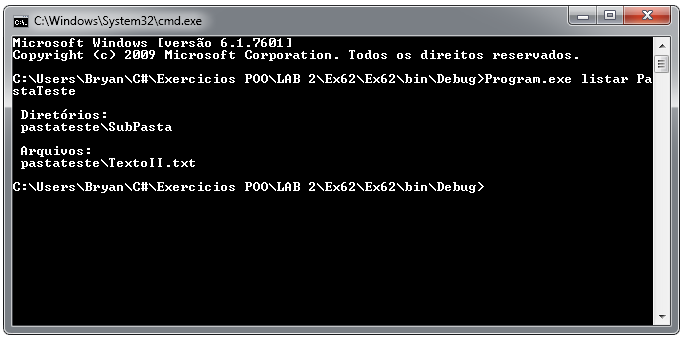 C:\Windows\System32\cmd.exe
Microsoft Windows [versão 6.1.7601]
Copyright (c) 2009 Microsoft Corporation. Todos os direitos reservados.
C:\Users\Bryan\C#\Exercicios POO\LAB 2\Ex62\Ex62\bin\Debug>Program.exe listar Pa
staTeste
Diretórios:
pastateste\SubPasta
Arquivos:
pastateste\TextoII.txt
C:\Users\Bryan\C#\Exercicios POO\LAB 2\Ex62\Ex62\bin\Debug>